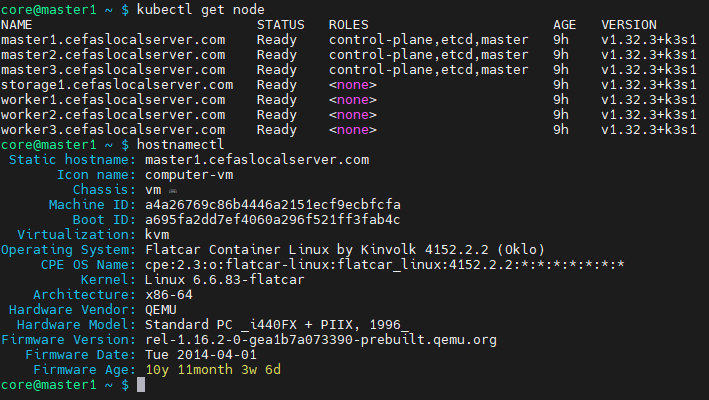 core@master1 ~ $ kubectl get node
NAME STATUS ROLES AGE VERSION
master1.cefaslocalserver.com Ready control-plane,etcd,master 9h v1.32.3+k3s1
master2.cefaslocalserver.com Ready control-plane,etcd,master 9h v1.32.3+k3s1
master3.cefaslocalserver.com Ready control-plane,etcd,master 9h v1.32.3+k3s1
storage1.cefaslocalserver.com Ready <none> 9h v1.32.3+k3s1
worker1.cefaslocalserver.com Ready <none> 9h v1.32.3+k3s1
worker2.cefaslocalserver.com Ready <none> 9h v1.32.3+k3s1
worker3.cefaslocalserver.com Ready <none> 9h v1.32.3+k3s1
core@master1 ~ $ hostnamectl
Static hostname: master1.cefaslocalserver.com
Icon name: computer-vm
Chassis: vm
Machine ID: a4a26769c86b4446a2151ecf9ecbfcfa
Boot ID: a695fa2dd7ef4060a296f521ff3fab4c
Virtualization: kvm
Operating System: Flatcar Container Linux by Kinvolk 4152.2.2 (Oklo)
CPE OS Name: cpe:2.3:o:flatcar-linux:flatcar_linux:4152.2.2:*:*:*:*:*:*:*
Kernel: Linux 6.6.83-flatcar
Architecture: x86-64
Hardware Vendor: QEMU
Hardware Model: Standard PC _i440FX + PIIX, 1996_
Firmware Version: rel-1.16.2-0-gea1b7a073390-prebuilt.qemu.org
Firmware Date: Tue 2014-04-01
Firmware Age: 10y 11month 3w 6d
core@master1 ~ $